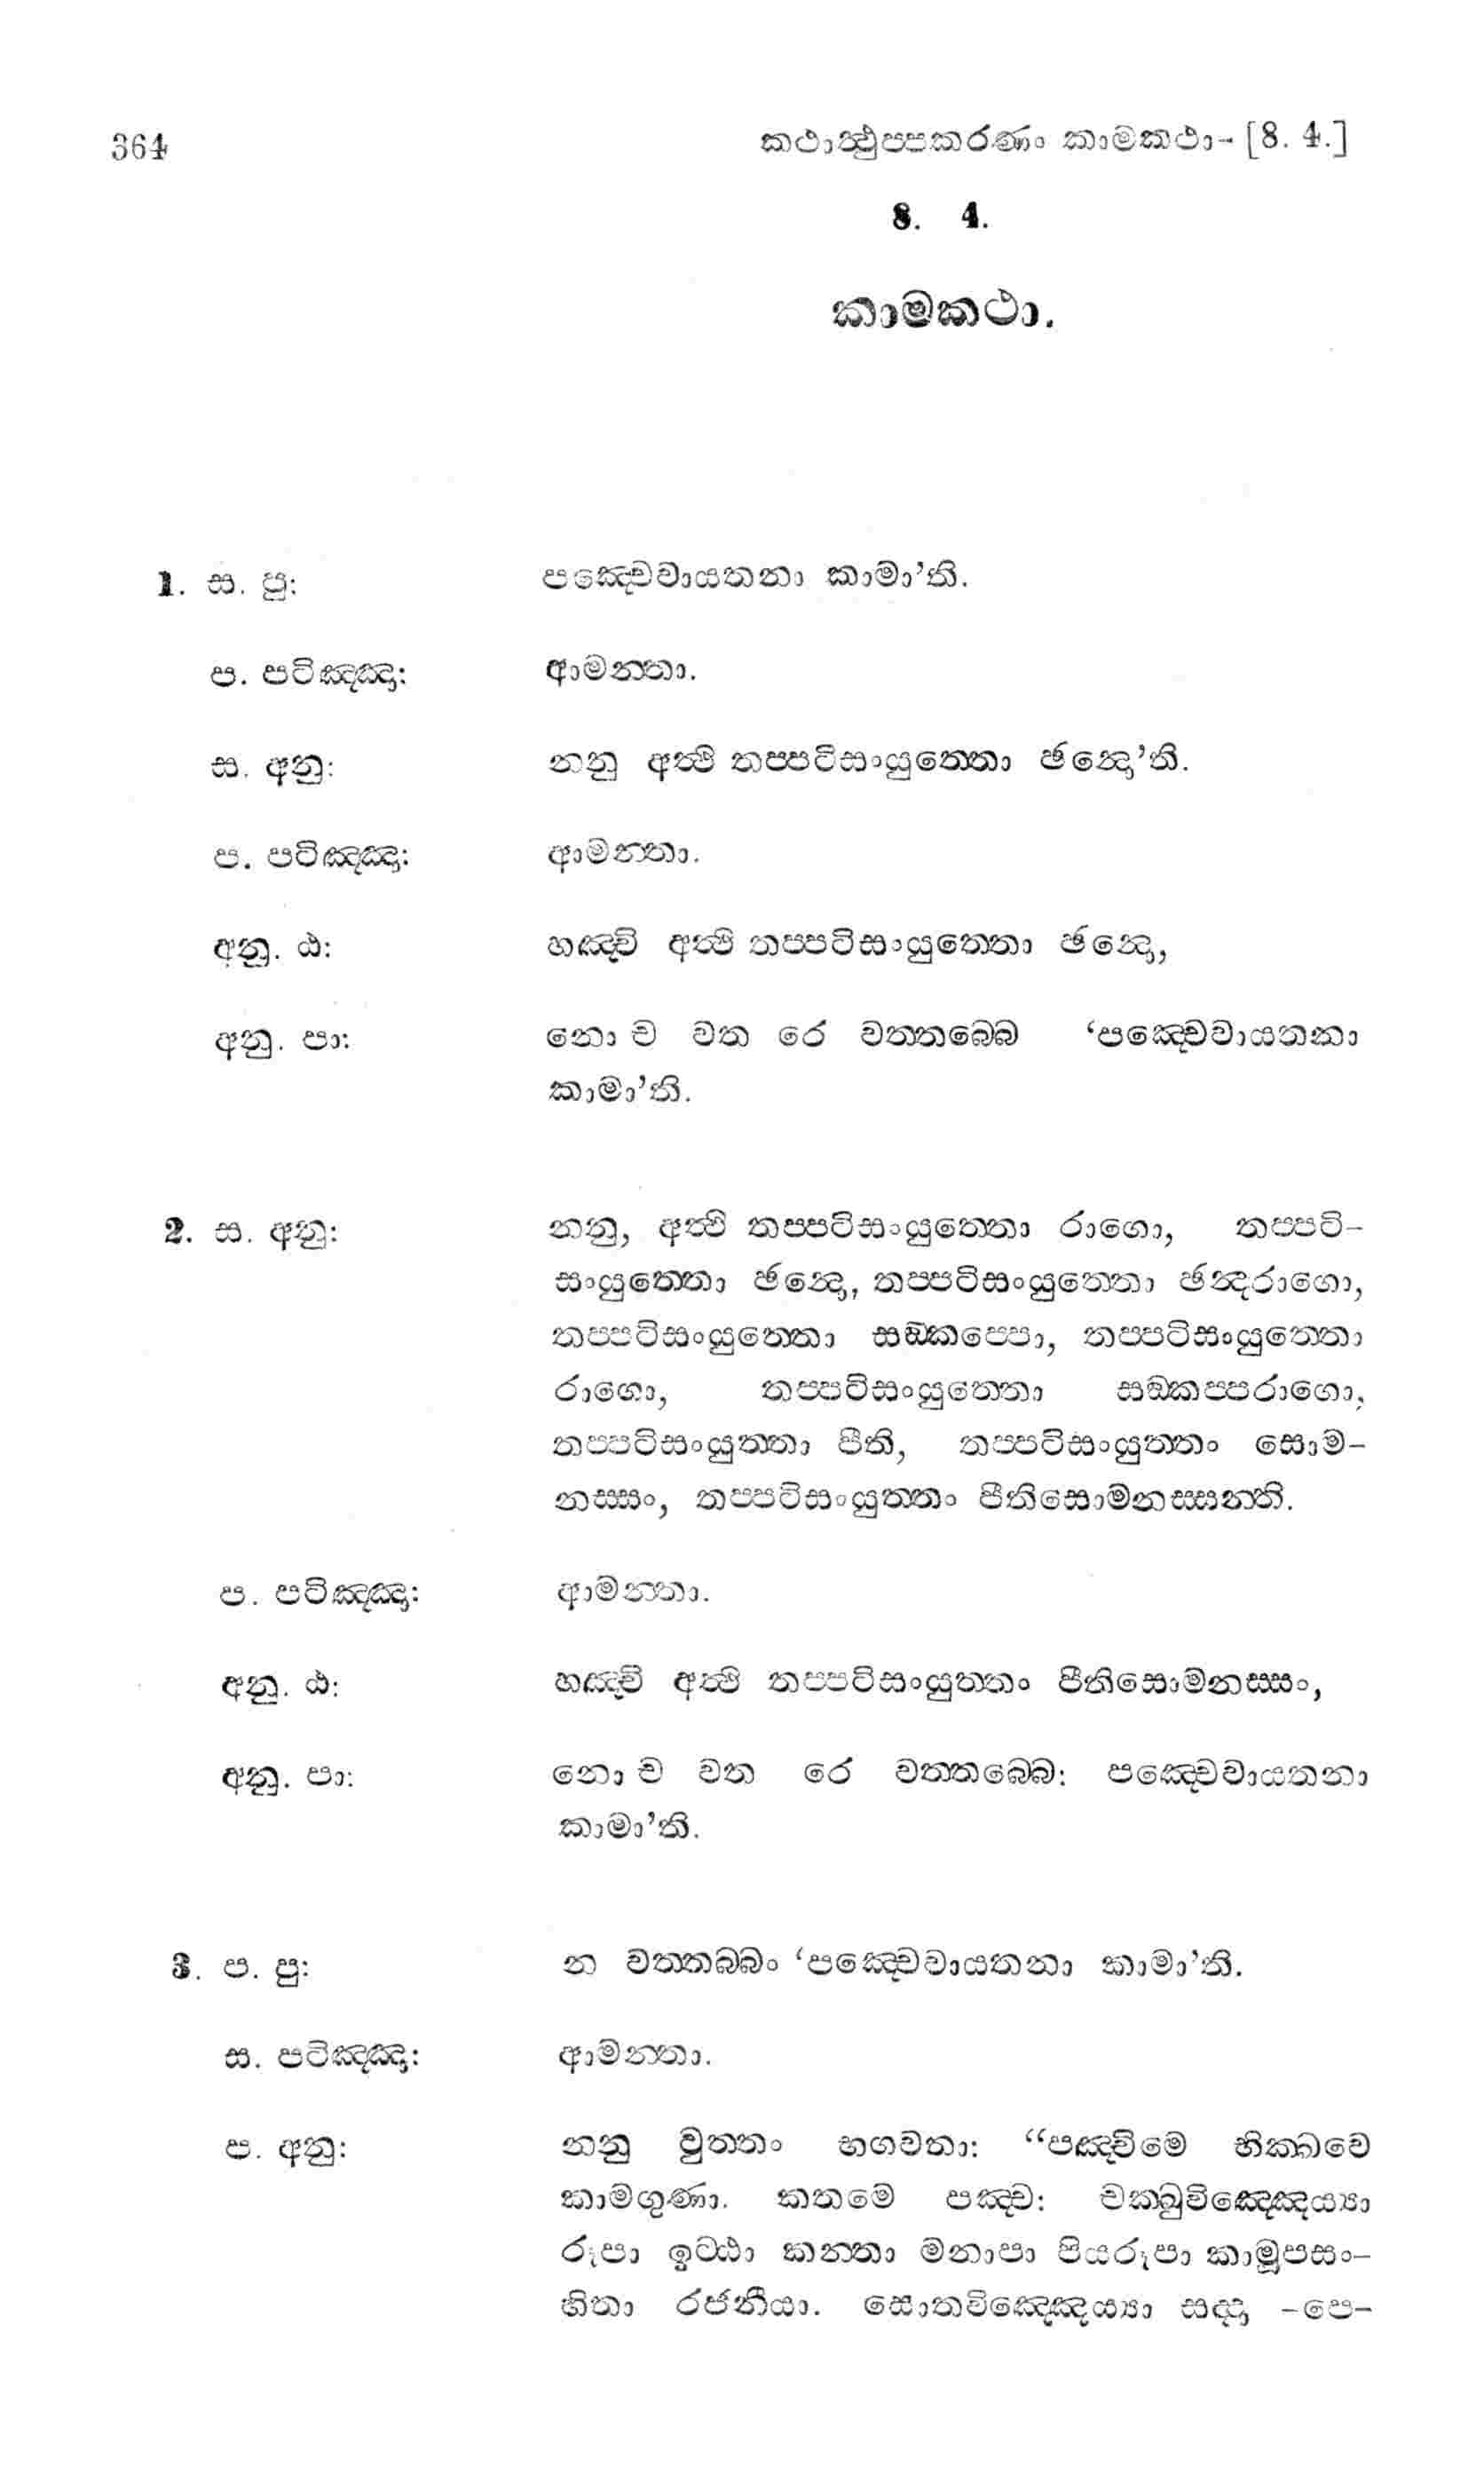 364 කථාවත්ථුප්පකරණං කාමකථා- [8. 4.]
8. 4.
කාමකථා.
1. ස. පු: පඤ්චෙවායතනා කාමා’ති.
ප. පටිඤ්ඤා: ආමන්තා.
ස. අනු: නනු අත්ථි තප්පටිසංයුත්තො ඡන්දො’ති.
ප. පටිඤ්ඤා: ආමන්තා.
අනු. ඨ: හඤ්චි අත්ථි තප්පටිසංයුත්තො ඡන්දො,
අනු. පා: නො ච වත රෙ වත්තබ්බෙ ‘පඤ්චෙවායතනා
කාමා’ති.
2. ස. අනු: නනු, අත්ථි තප්පටිසංයුත්තො රාගො, තප්පටි-
සංයුත්තො ඡන්දො, තප්පටිසංයුත්තො ඡන්දරාගො,
තප්පටිසංයුත්තො සඞ්කප්පො, තප්පටිසංයුත්තො
රාගො, තප්පටිසංයුත්තො සඞ්කප්පරාගො,
තප්පටිසංයුත්තා පීති, තප්පටිසංයුත්තං සොම-
නස්සං, තප්පටිසංයුත්තං පීතිසොමනස්සන්ති.
ප. පටිඤ්ඤා: ආමන්තා.
අනු. ඨ: හඤ්චි අත්ථි තප්පටිසංයුත්තං පීතිසොමනස්සං,
අනු. පා: නො ච වත රෙ වත්තබ්බෙ: පඤ්චෙවායතනා
කාමා’ති.
3. ප. පු: න වත්තබ්බං ‘පඤ්චෙවායතනා කාමා’ති.
ස. පටිඤ්ඤා: ආමන්තා.
ප. අනු: නනු වුත්තං භගවතා: “පඤ්චිමෙ භික්ඛවෙ
කාමගුණා. කතමෙ පඤ්ච: චක්ඛුවිඤ්ඤෙය්‍යා
රූපා ඉට්ඨා කන්තා මනාපා පියරූපා කාමූපසං-
හිතා රජනීයා. සොතවිඤ්ඤෙය්‍යා සද්දා -පෙ-